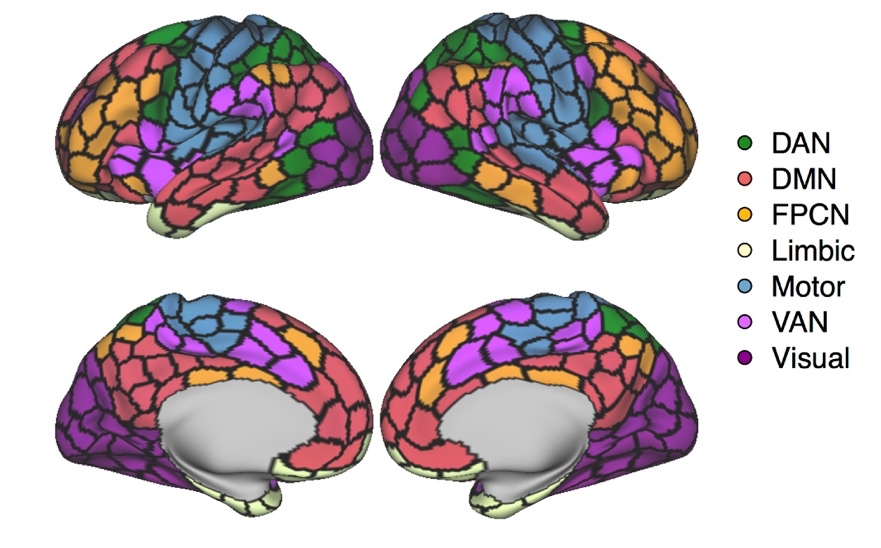 DAN
DMN
FPCN
Limbic
Motor
VAN
Visual